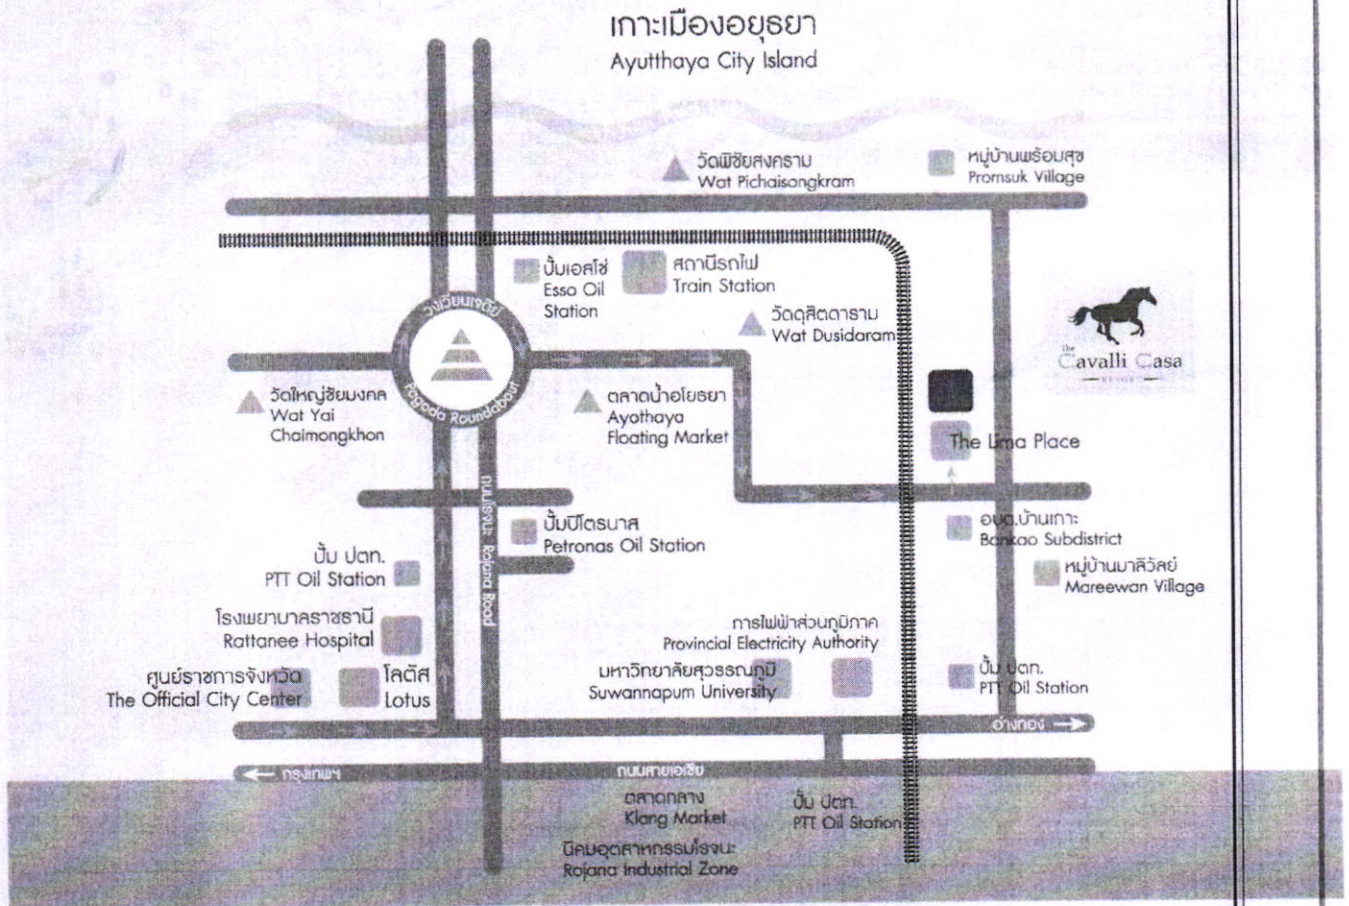 เกาะเมืองอยุธยา
Ayutthaya City Island
วัดพิชัยสงคราม
Wat Pichaisongkram
หมู่บ้านพร้อมสุข
Promsuk Village
ปั้มเอสโซ่
Esso Oil
Station
สถานีรถไฟ
Train Station
วงเวียนเจดีย์
Pagoda Roundabout
วัดดุสิตดาราม
Wat Dusidaram
The
Cavalli Casa
วัดใหญ่ชัยมงคล
Wat Yai
Chaimongkhon
ตลาดน้ำอโยธยา
Ayothaya
Floating Market
The Lima Place
ถนนโรจนะ Rojana Road
ปั้มปิโตรนาส
Petronas Oil Station
อบต.บ้านเกาะ
Bankao Subdistrict
ปั้ม ปตท.
PTT Oil Station
หมู่บ้านมาลิวัลย์
Mareewan Village
โรงพยาบาลราชธานี
Rattanee Hospital
การไฟฟ้าส่วนภูมิภาค
Provincial Electricity Authority
ศูนย์ราชการจังหวัด
The Official City Center
โลตัส
Lotus
มหาวิทยาลัยสุวรรณภูมิ
Suwannapum University
ปั้ม ปตท.
PTT Oil Station
อ่างทอง
กรุงเทพฯ
ถนนสายเอเซีย
ตลาดกลาง
Klang Market
ปั้ม ปตท.
PTT Oil Station
นิคมอุตสาหกรรมโรจนะ
Rojana Industrial Zone